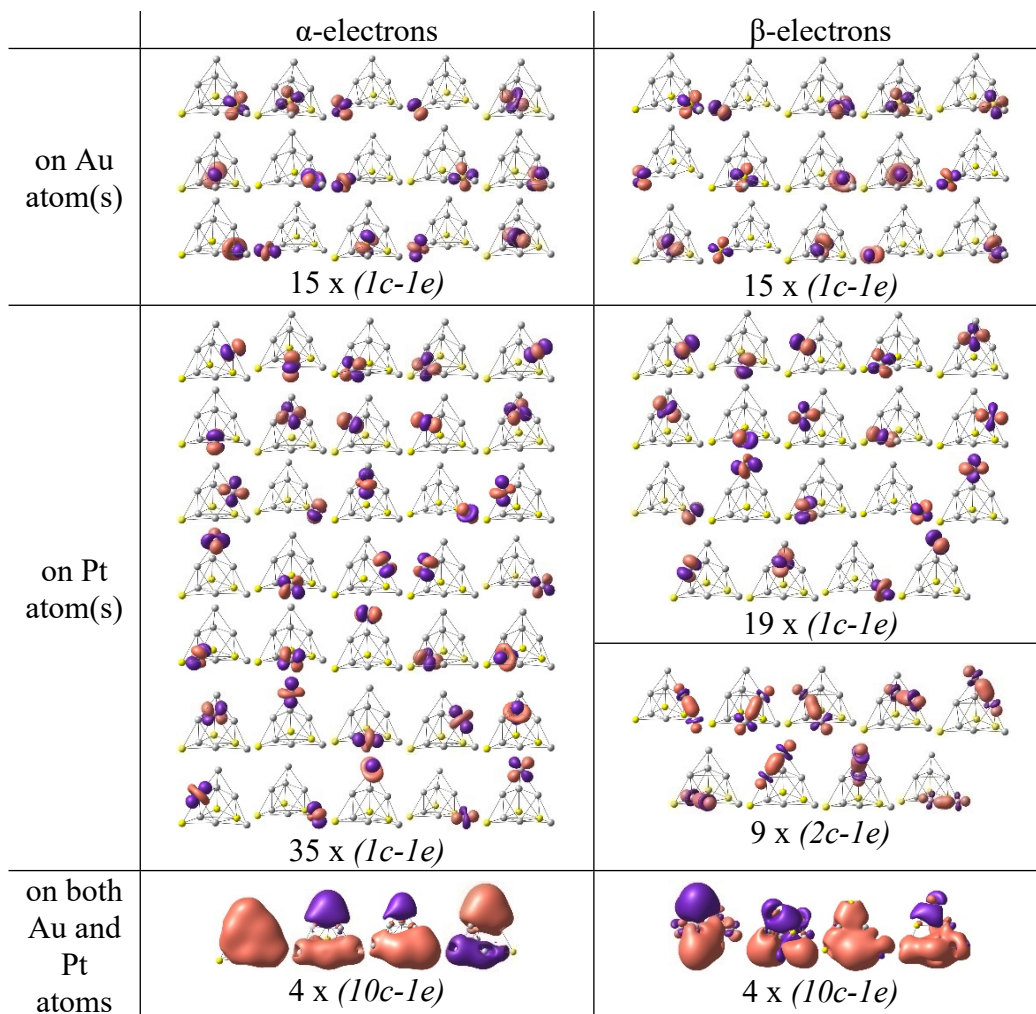 α-electrons
β-electrons
on Au
atom(s)
15 x (1c-1e)
15 x (1c-1e)
on Pt
atom(s)
35 x (1c-1e)
19 x (1c-1e)
9 x (2c-1e)
on both
Au and
Pt
atoms
4 x (10c-1e)
4 x (10c-1e)